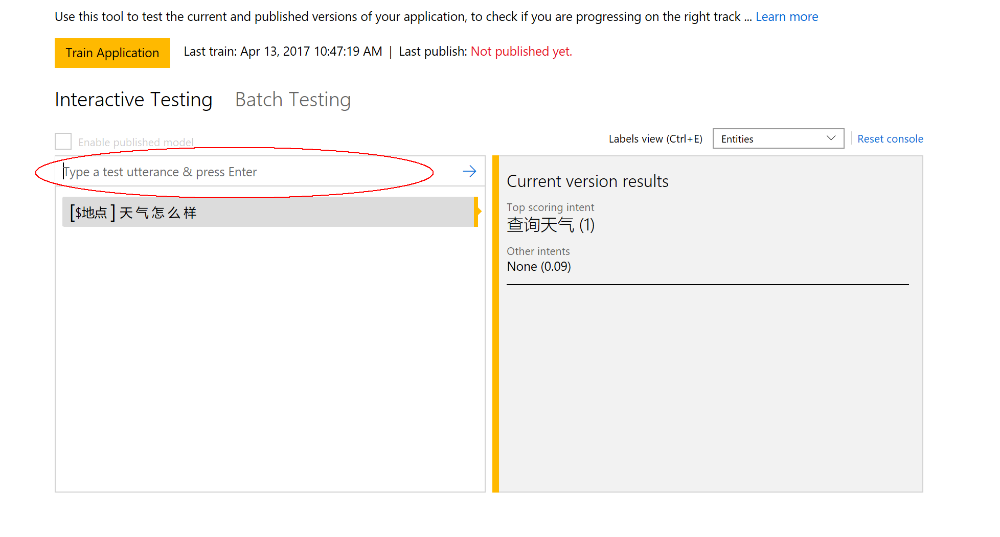 Use this tool to test the current and published versions of your application, to check if you are progressing on the right track ... Learn more
Train Application
Last train: Apr 13, 2017 10:47:19 AM | Last publish: Not published yet.
Interactive Testing
Batch Testing
Enable published model
Labels view (Ctrl+E)
Entities
Reset console
Type a test utterance & press Enter
[$地点] 天 气 怎 么 样
Current version results
Top scoring intent
查询天气 (1)
Other intents
None (0.09)